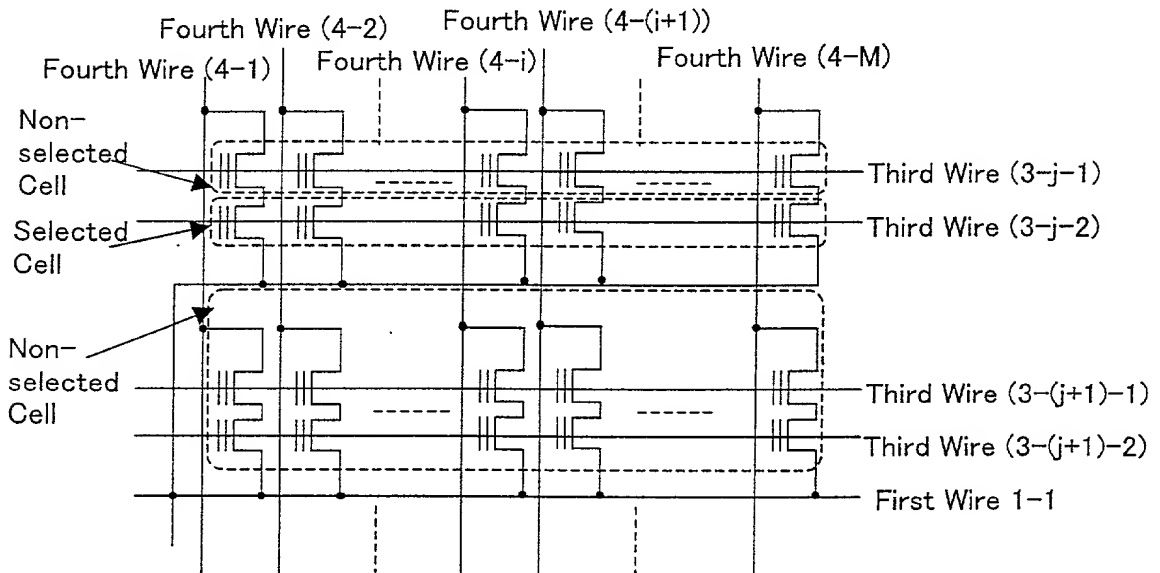 Fourth Wire (4-2)
Fourth Wire (4-(i+1))
Fourth Wire (4-1)
Fourth Wire (4-i)
Fourth Wire (4-M)
Non-
selected
Cell
Third Wire (3-j-1)
Selected
Cell
Third Wire (3-j-2)
Non-
selected
Cell
Third Wire (3-(j+1)-1)
Third Wire (3-(j+1)-2)
First Wire 1-1